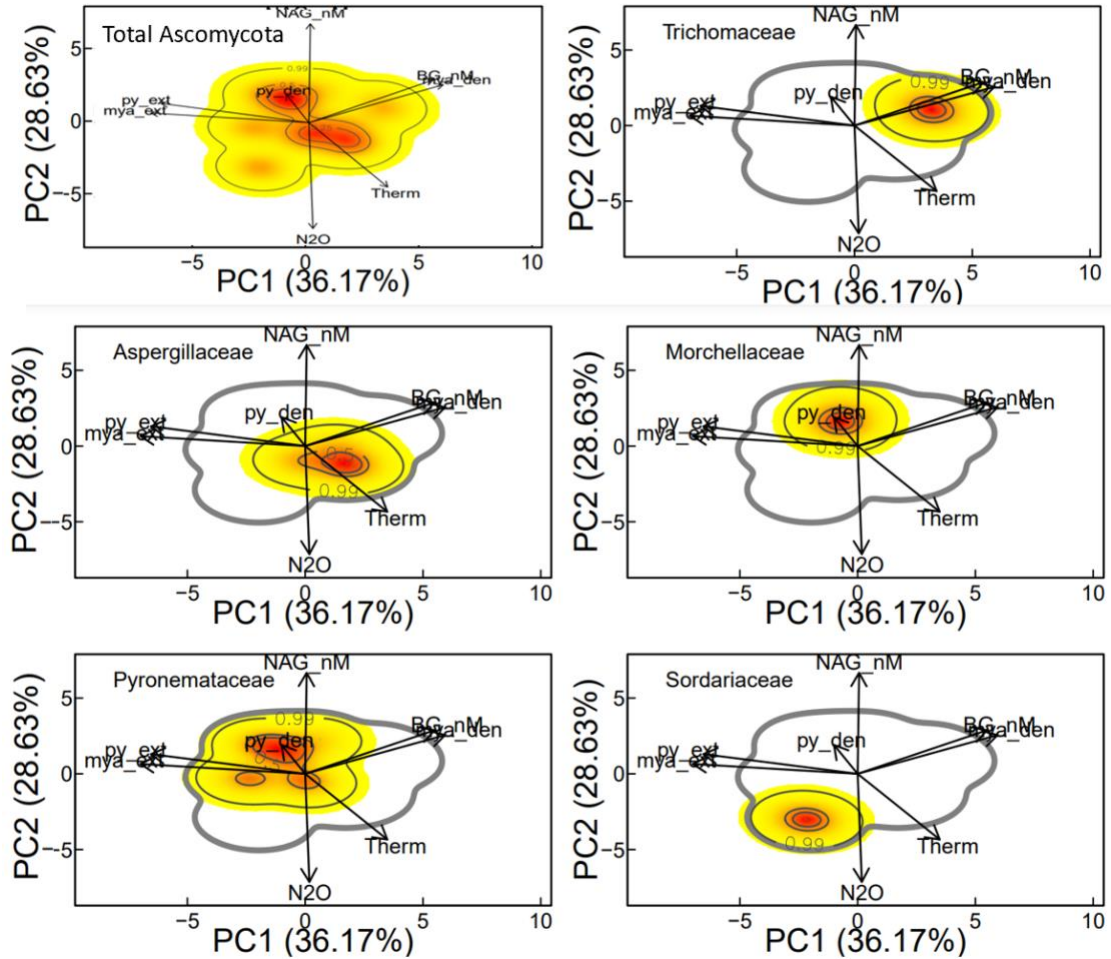 Total Ascomycota
NAG_nM
BG_nM
mya_den
py_den
py_ext
mya_ext
Therm
N2O
0.99
5
0
−5
−5
0
5
10
PC2 (28.63%)
PC1 (36.17%)
Trichomaceae
NAG_nM
BG_nM
mya_den
py_den
py_ext
mya_ext
Therm
N2O
0.99
5
0
−5
−5
0
5
10
PC2 (28.63%)
PC1 (36.17%)
Aspergillaceae
NAG_nM
BG_nM
mya_den
py_den
py_ext
mya_ext
0.5
0.99
Therm
N2O
5
0
−5
−5
0
5
10
PC2 (28.63%)
PC1 (36.17%)
Morchellaceae
NAG_nM
BG_nM
mya_den
py_den
py_ext
mya_ext
0.99
Therm
N2O
5
0
−5
−5
0
5
10
PC2 (28.63%)
PC1 (36.17%)
Pyronemataceae
NAG_nM
0.99
BG_nM
mya_den
py_den
py_ext
mya_ext
0.5
Therm
N2O
5
0
−5
−5
0
5
10
PC2 (28.63%)
PC1 (36.17%)
Sordariaceae
NAG_nM
BG_nM
mya_den
py_den
py_ext
mya_ext
0.99
Therm
N2O
5
0
−5
−5
0
5
10
PC2 (28.63%)
PC1 (36.17%)